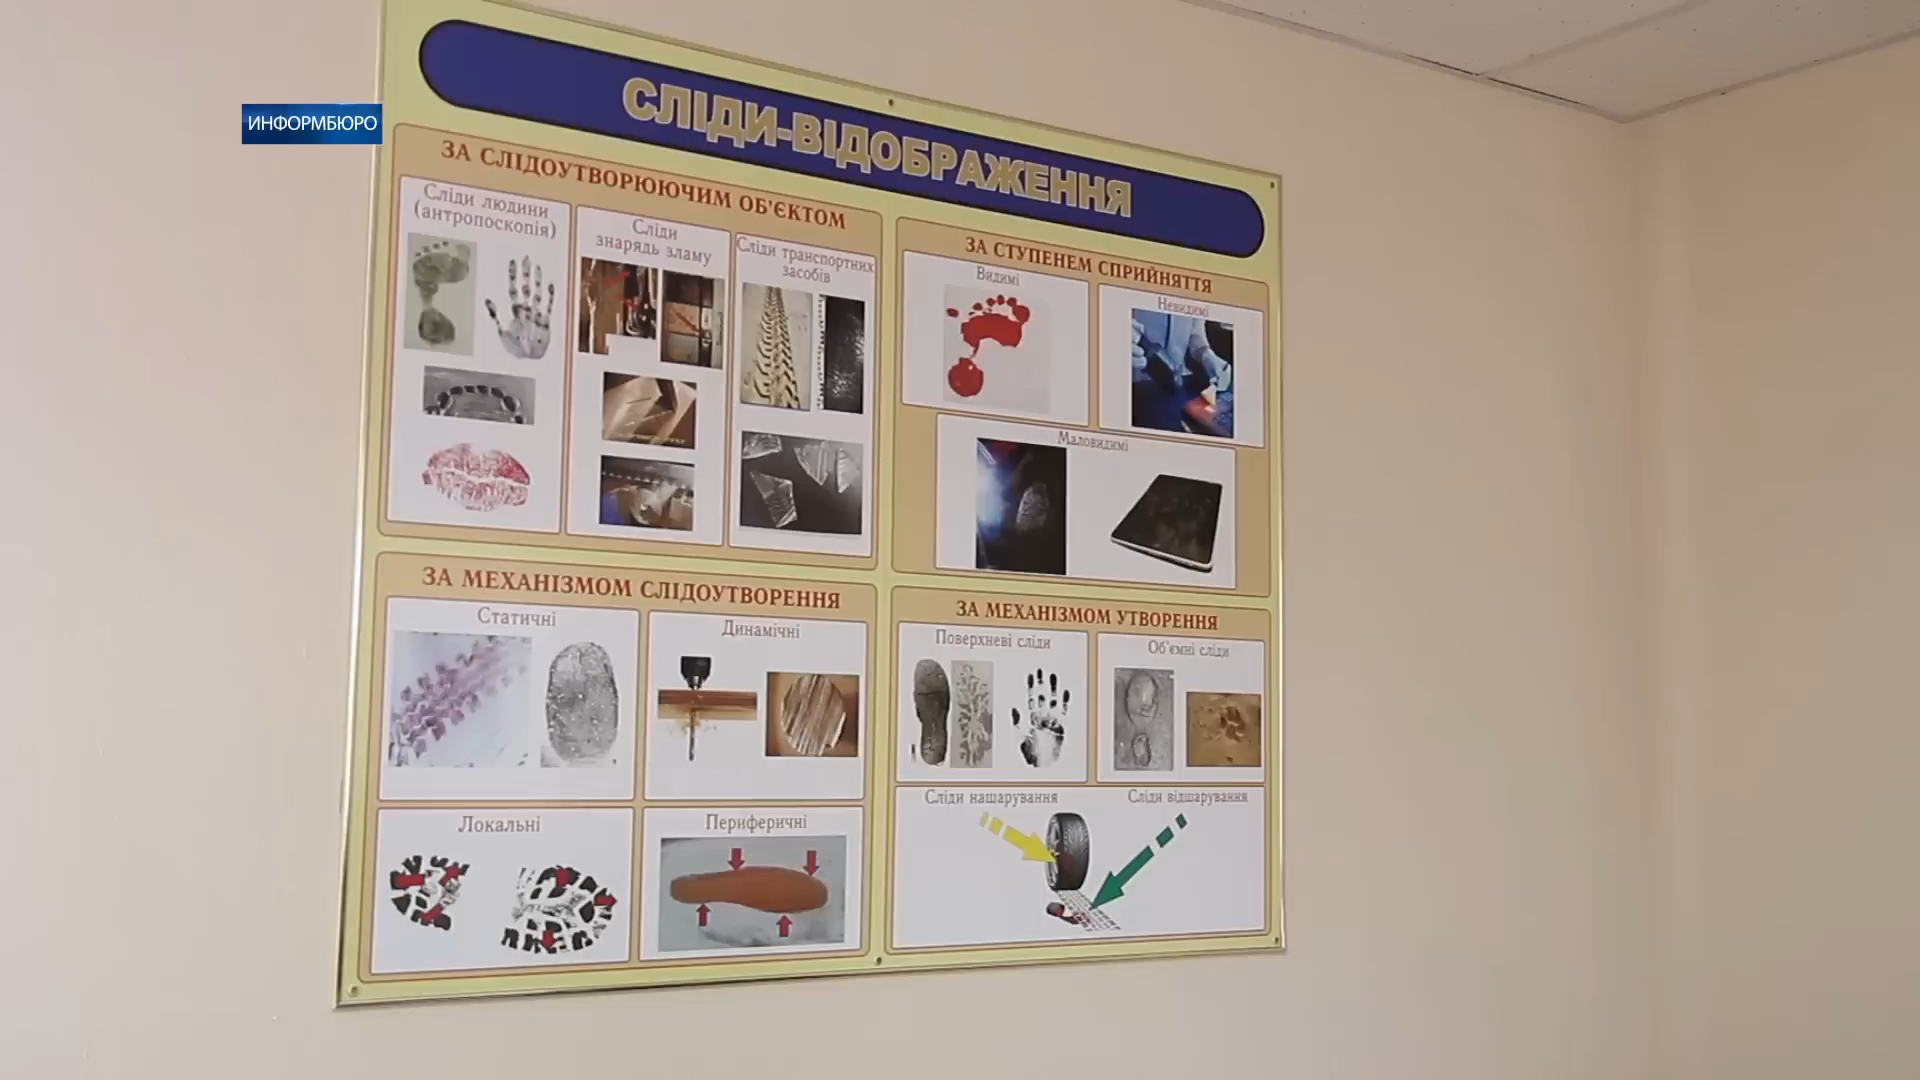 ИНФОРМБЮРО
СЛІДИ-ВІДОБРАЖЕННЯ
ЗА СЛІДОУТВОРЮЮЧИМ ОБ'ЄКТОМ
Сліди людини
(антропоскопія)
Сліди
знарядь зламу
Сліди транспортних
засобів
ЗА СТУПЕНЕМ СПРИЙНЯТТЯ
Видимі
Невидимі
Маловидимі
ЗА МЕХАНІЗМОМ СЛІДОУТВОРЕННЯ
Статичні
Динамічні
Локальні
Периферичні
ЗА МЕХАНІЗМОМ УТВОРЕННЯ
Поверхневі сліди
Об'ємні сліди
Сліди нашарування
Сліди відшарування